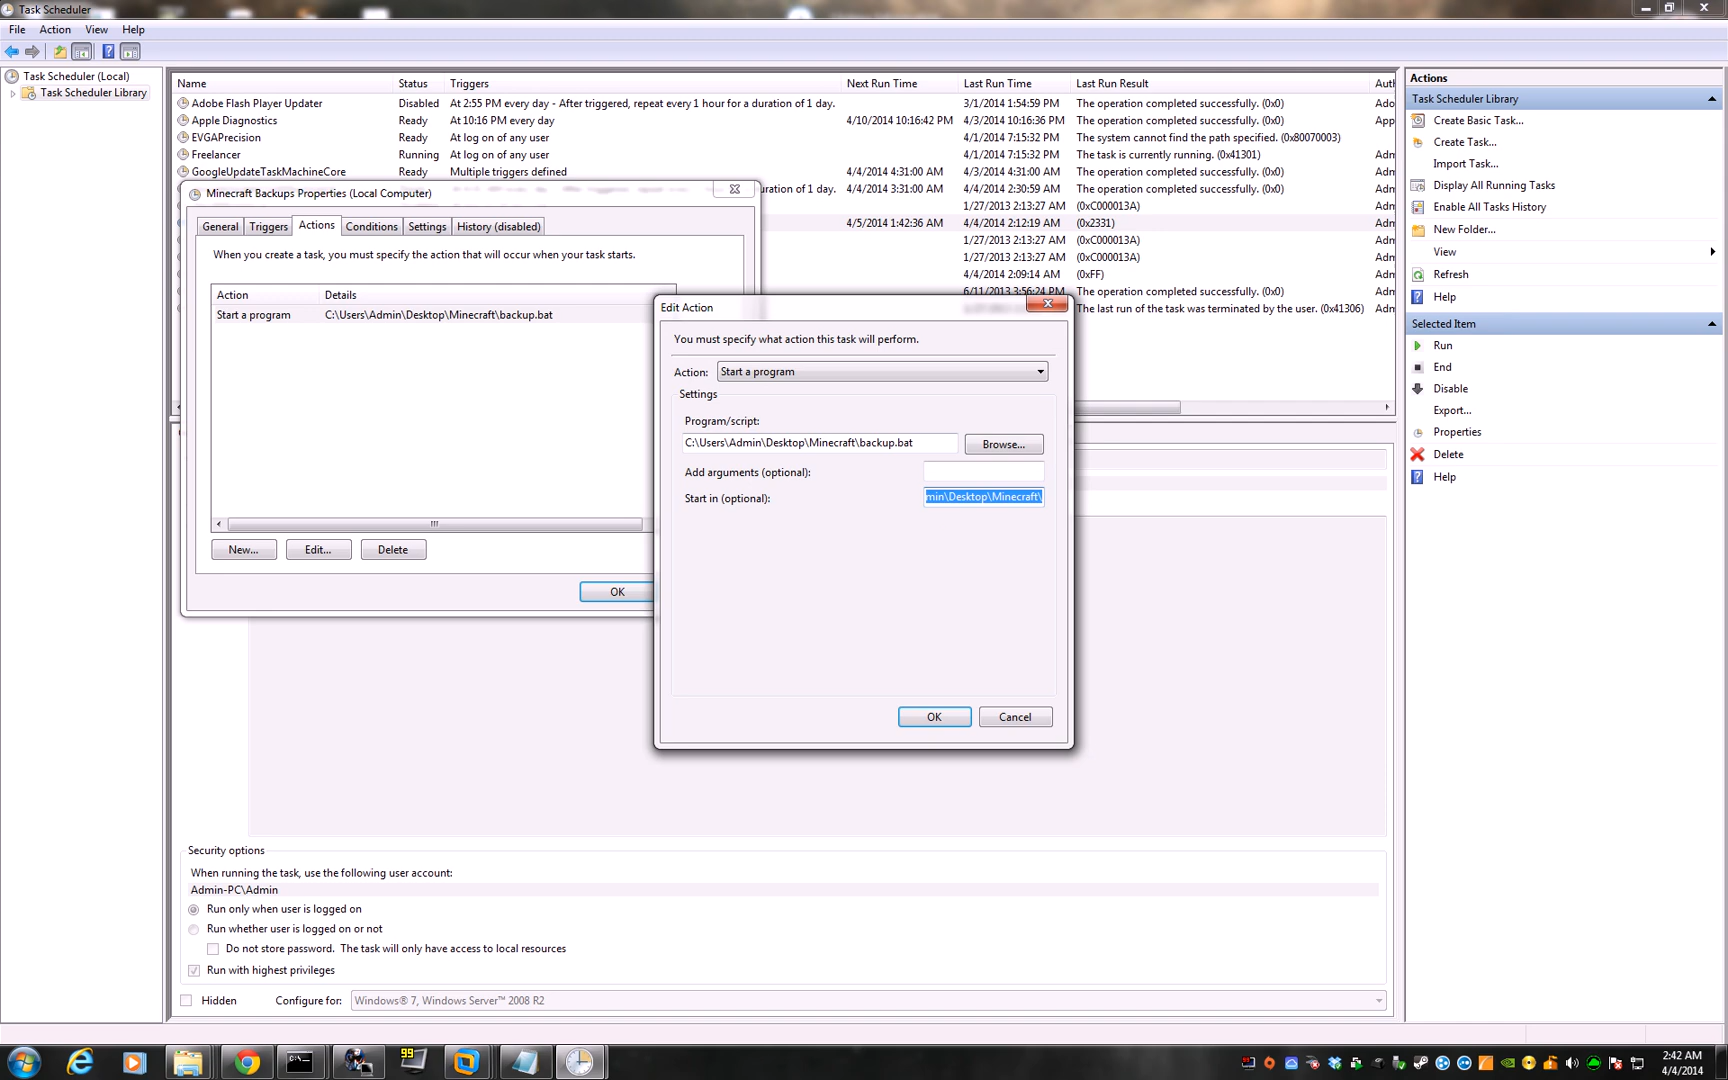 Task Scheduler
File Action View Help
Task Scheduler (Local)
Task Scheduler Library
Name Status Triggers Next Run Time Last Run Time Last Run Result
Adobe Flash Player Updater Disabled At 2:55 PM every day - After triggered, repeat every 1 hour for a duration of 1 day. 3/1/2014 1:54:59 PM The operation completed successfully. (0x0) Ado
Apple Diagnostics Ready At 10:16 PM every day 4/10/2014 10:16:42 PM 4/3/2014 10:16:36 PM The operation completed successfully. (0x0) App
EVGAPrecision Ready At log on of any user 4/1/2014 7:15:32 PM The system cannot find the path specified. (0x80070003)
Freelancer Running At log on of any user 4/1/2014 7:15:32 PM The task is currently running. (0x41301) Adm
GoogleUpdateTaskMachineCore Ready Multiple triggers defined 4/4/2014 4:31:00 AM 4/3/2014 4:31:00 AM The operation completed successfully. (0x0) Adm
duration of 1 day. 4/4/2014 3:31:00 AM 4/4/2014 2:30:59 AM The operation completed successfully. (0x0) Adm
1/27/2013 2:13:27 AM (0xC000013A) Adm
4/5/2014 1:42:36 AM 4/4/2014 2:12:19 AM (0x2331) Adm
1/27/2013 2:13:27 AM (0xC000013A) Adm
1/27/2013 2:13:27 AM (0xC000013A) Adm
4/4/2014 2:09:14 AM (0xFF) Adm
6/11/2013 3:56:24 PM The operation completed successfully. (0x0) Adm
The last run of the task was terminated by the user. (0x41306) Adm
Minecraft Backups Properties (Local Computer)
General Triggers Actions Conditions Settings History (disabled)
When you create a task, you must specify the action that will occur when your task starts.
Action Details
Start a program C:\Users\Admin\Desktop\Minecraft\backup.bat
New... Edit... Delete
OK
Edit Action
You must specify what action this task will perform.
Action: Start a program
Settings
Program/script:
C:\Users\Admin\Desktop\Minecraft\backup.bat Browse...
Add arguments (optional):
Start in (optional): min\Desktop\Minecraft\
OK Cancel
Security options
When running the task, use the following user account:
Admin-PC\Admin
Run only when user is logged on
Run whether user is logged on or not
Do not store password. The task will only have access to local resources
Run with highest privileges
Hidden Configure for: Windows® 7, Windows Server™ 2008 R2
Actions
Task Scheduler Library
Create Basic Task...
Create Task...
Import Task...
Display All Running Tasks
Enable All Tasks History
New Folder...
View
Refresh
Help
Selected Item
Run
End
Disable
Export...
Properties
Delete
Help
99
2:42 AM
4/4/2014